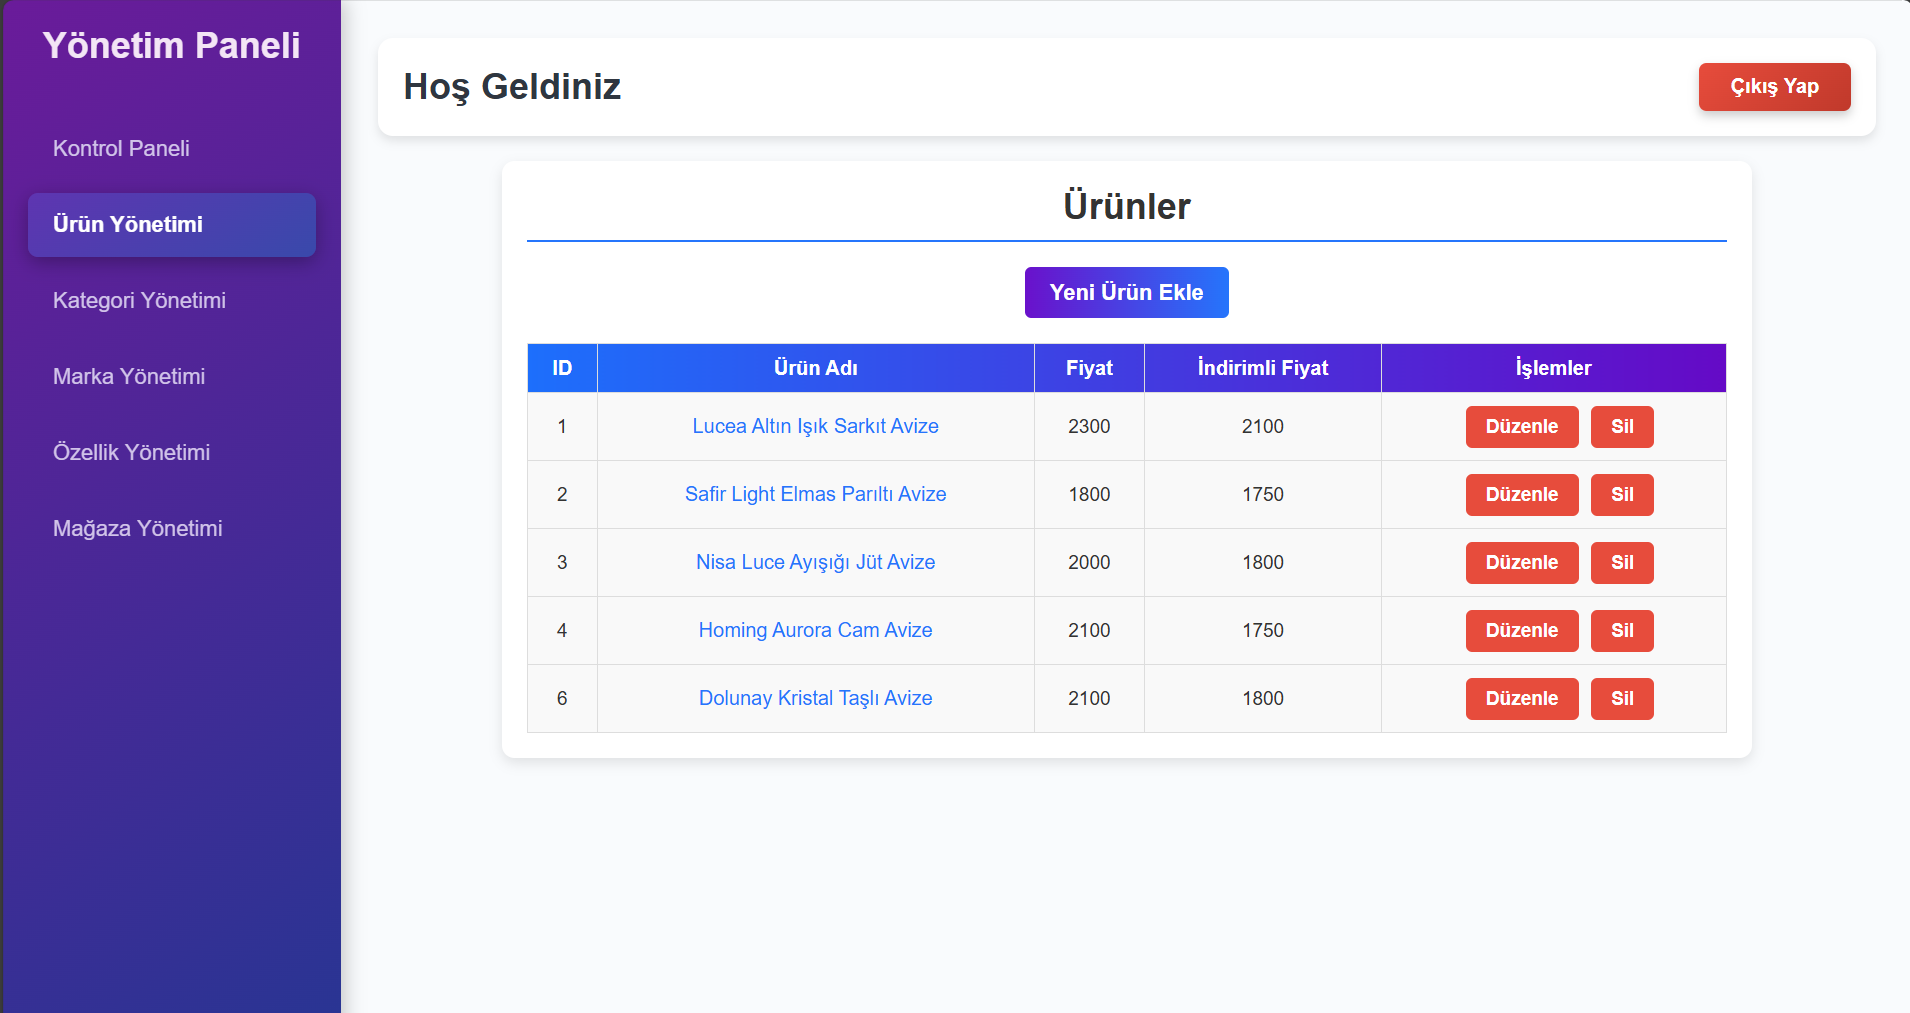 Yönetim Paneli
Kontrol Paneli
Ürün Yönetimi
Kategori Yönetimi
Marka Yönetimi
Özellik Yönetimi
Mağaza Yönetimi
Hoş Geldiniz
Çıkış Yap
Ürünler
Yeni Ürün Ekle
ID Ürün Adı Fiyat İndirimli Fiyat İşlemler
1 Lucea Altın Işık Sarkıt Avize 2300 2100 Düzenle Sil
2 Safir Light Elmas Parıltı Avize 1800 1750 Düzenle Sil
3 Nisa Luce Ayışığı Jüt Avize 2000 1800 Düzenle Sil
4 Homing Aurora Cam Avize 2100 1750 Düzenle Sil
6 Dolunay Kristal Taşlı Avize 2100 1800 Düzenle Sil